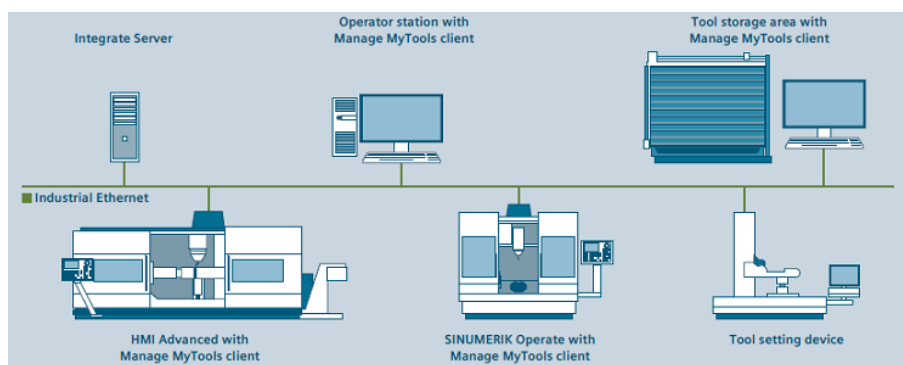 Integrate Server
Operator station with
Manage MyTools client
Tool storage area with
Manage MyTools client
Industrial Ethernet
HMI Advanced with
Manage MyTools client
SINUMERIK Operate with
Manage MyTools client
Tool setting device